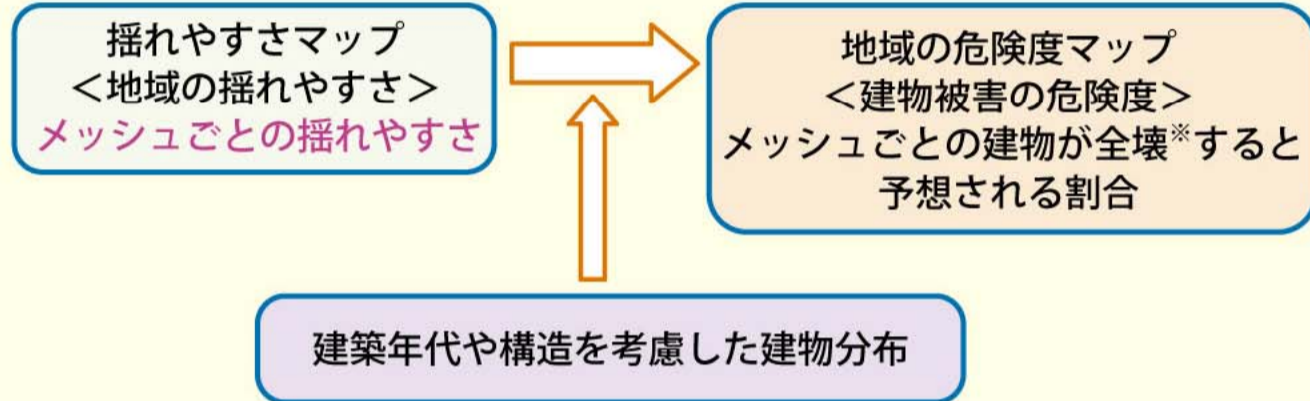 揺れやすさマップ
＜地域の揺れやすさ＞
メッシュごとの揺れやすさ
地域の危険度マップ
＜建物被害の危険度＞
メッシュごとの建物が全壊※すると
予想される割合
建築年代や構造を考慮した建物分布